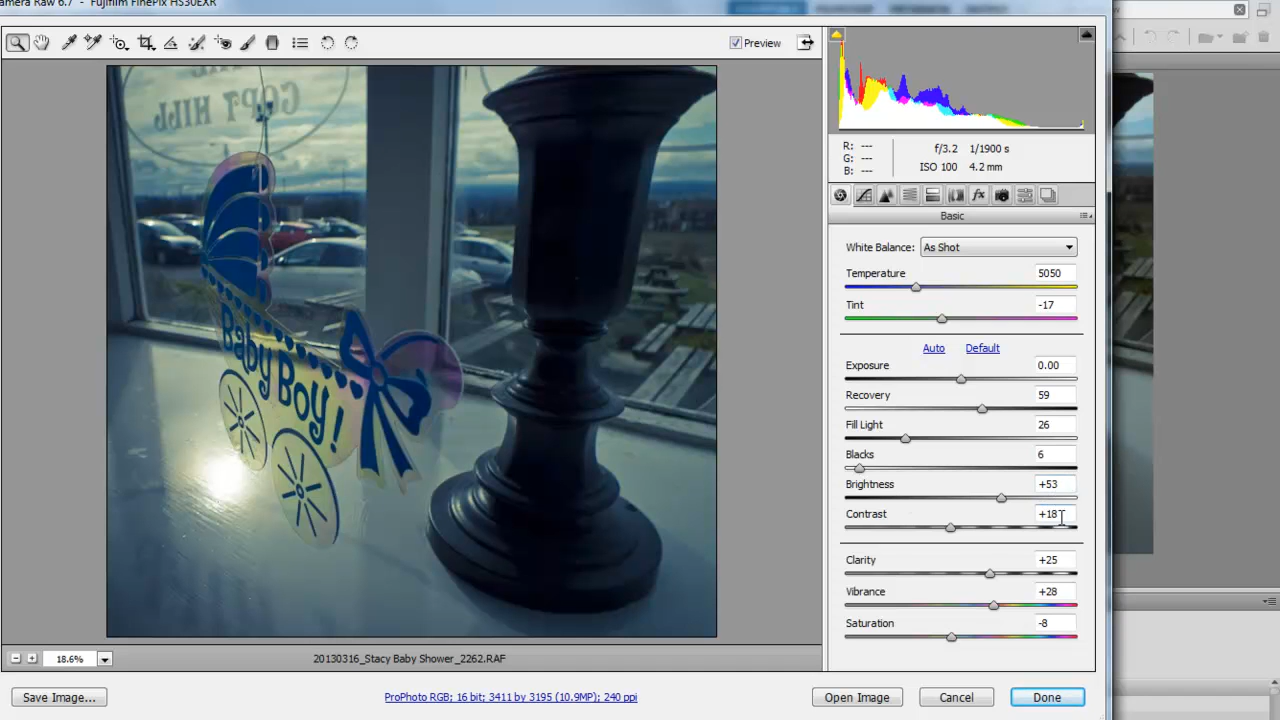 amera Raw 6.7 - Fujifilm FinePix HS30EXR
Preview
COPT HILL
Baby
Boy!
R: ---
G: ---
B: ---
f/3.2 1/1900 s
ISO 100 4.2 mm
Basic
White Balance: As Shot
Temperature 5050
Tint -17
Auto Default
Exposure 0.00
Recovery 59
Fill Light 26
Blacks 6
Brightness +53
Contrast +18
Clarity +25
Vibrance +28
Saturation -8
18.6%
20130316_Stacy Baby Shower_2262.RAF
Save Image...
ProPhoto RGB; 16 bit; 3411 by 3195 (10.9MP); 240 ppi
Open Image
Cancel
Done